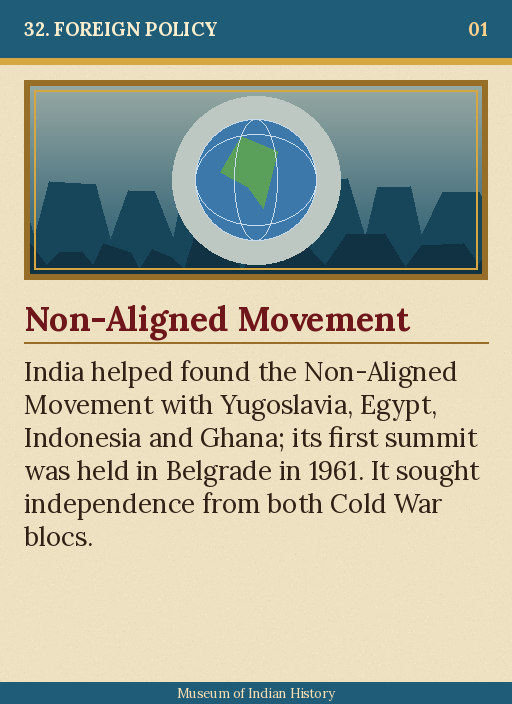 32. FOREIGN POLICY 01
Non-Aligned Movement
India helped found the Non-Aligned
Movement with Yugoslavia, Egypt,
Indonesia and Ghana; its first summit
was held in Belgrade in 1961. It sought
independence from both Cold War
blocs.
Museum of Indian History